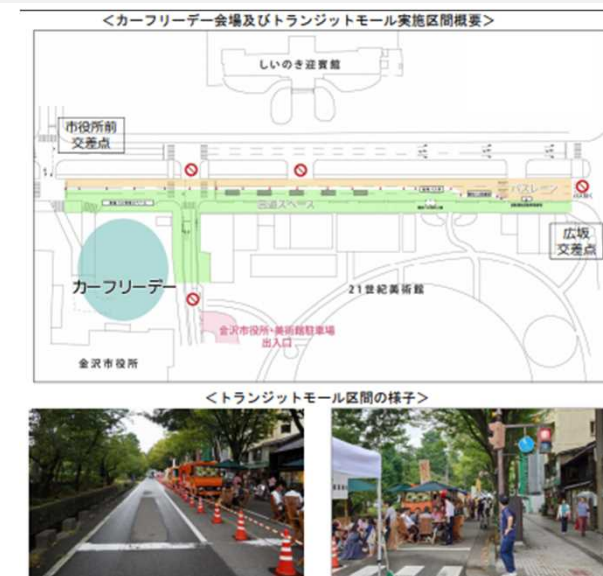 ＜カーフリーデー会場及びトランジットモール実施区間概要＞
しいのき迎賓館
市役所前
交差点
バスレーン
回遊スペース
広坂
交差点
カーフリーデー
21世紀美術館
金沢市役所・美術館駐車場
出入口
金沢市役所
＜トランジットモール区間の様子＞